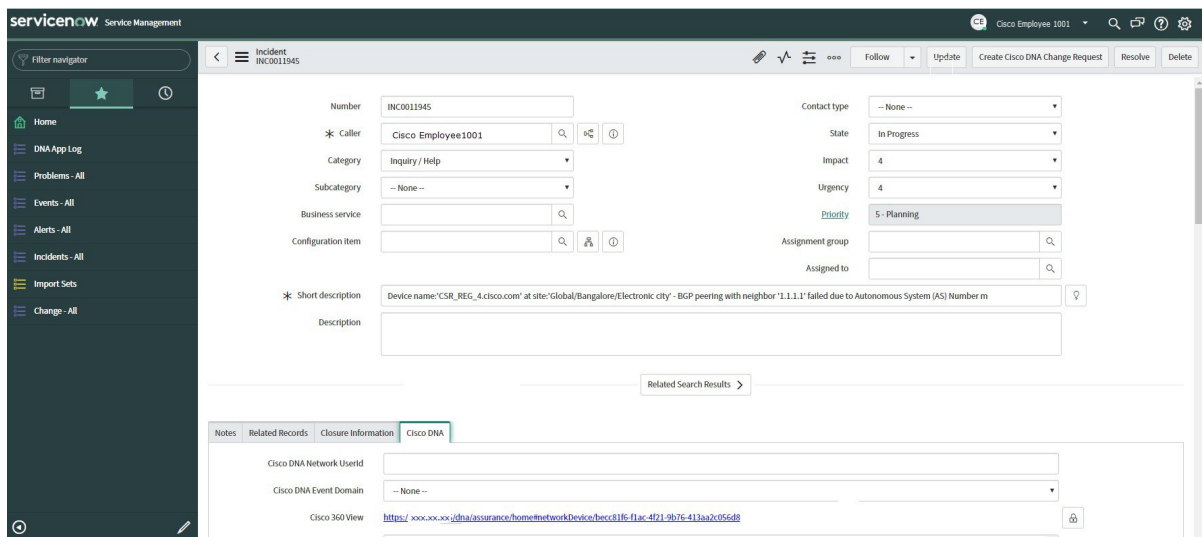 servicenow Service Management
CE Cisco Employee 1001
Filter navigator
Incident
INC0011945
Follow Update Create Cisco DNA Change Request Resolve Delete
Home
DNA App Log
Problems - All
Events - All
Alerts - All
Incidents - All
Import Sets
Change - All
Number INC0011945 Contact type -- None --
Caller Cisco Employee1001 State In Progress
Category Inquiry / Help Impact 4
Subcategory -- None -- Urgency 4
Business service Priority 5 - Planning
Configuration item Assignment group
Assigned to
Short description Device name:'CSR_REG_4.cisco.com' at site:'Global/Bangalore/Electronic city' - BGP peering with neighbor '1.1.1.1' failed due to Autonomous System (AS) Number m
Description
Related Search Results
Notes Related Records Closure Information Cisco DNA
Cisco DNA Network UserId
Cisco DNA Event Domain -- None --
Cisco 360 View https:/ xxx.xx.xx:/dna/assurance/home#networkDevice/becc81f6-f1ac-4f21-9b76-413aa2c056d8